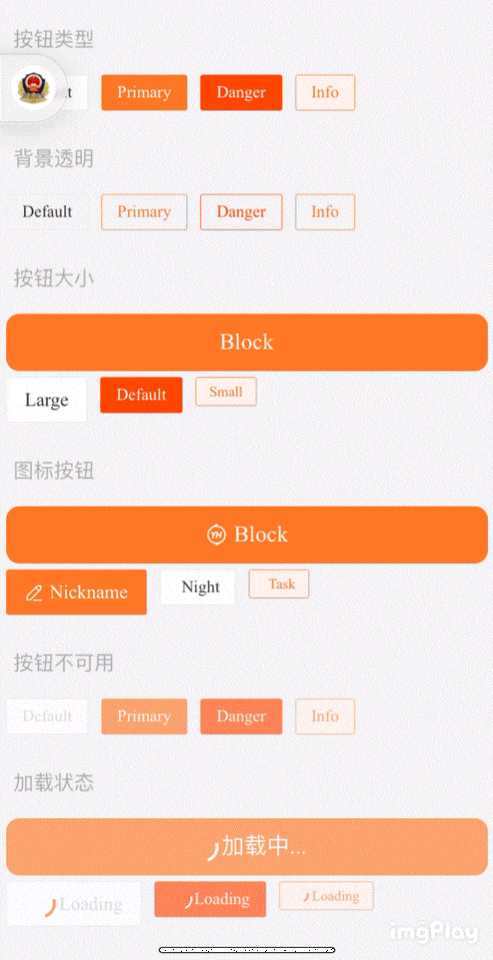 按钮类型
Primary Danger Info
背景透明
Default Primary Danger Info
按钮大小
Block
Large Default Small
图标按钮
YH Block
Nickname Night Task
按钮不可用
Default Primary Danger Info
加载状态
加载中...
Loading Loading Loading
imgPlay